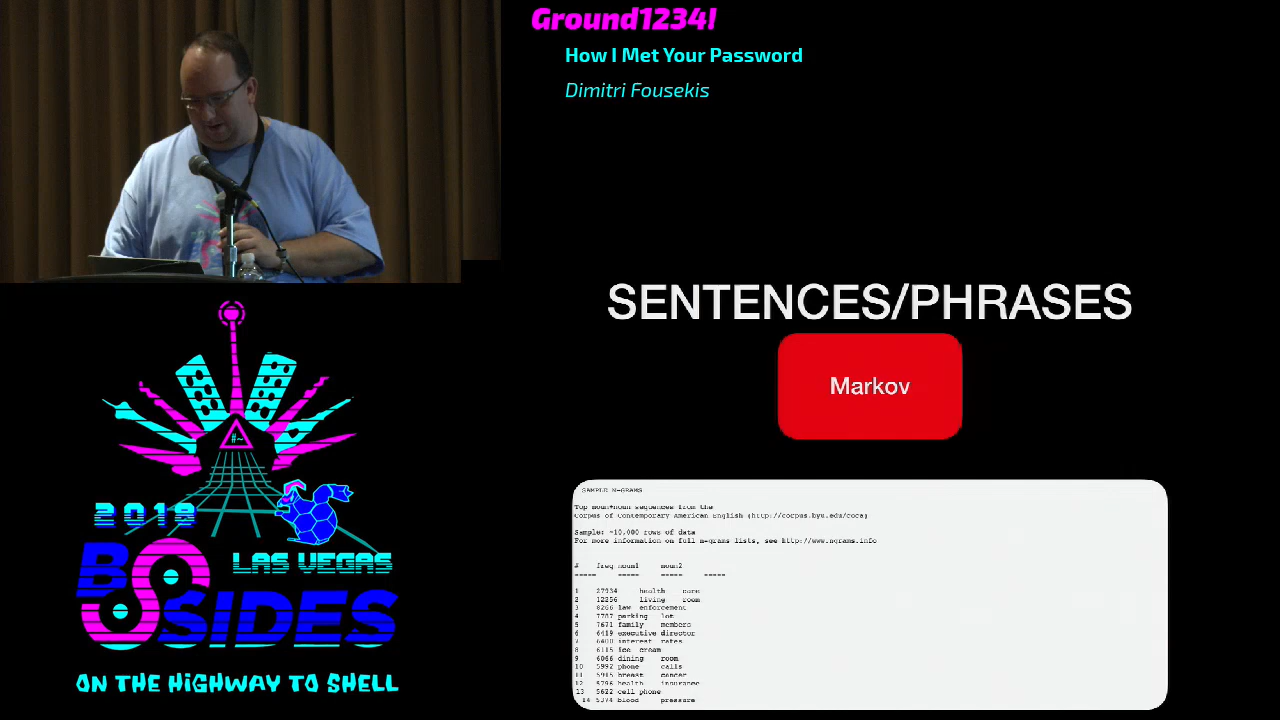 Ground1234!
How I Met Your Password
Dimitri Fousekis
SENTENCES/PHRASES
Markov
SAMPLE N-GRAMS
Top noun+noun sequences from the
Corpus of Contemporary American English (http://corpus.byu.edu/coca)
Sample: ~10,000 rows of data
For more information on full n-grams lists, see http://www.ngrams.info
# freq noun1 noun2
===== ===== ===== =====
1 27934 health care
2 12256 living room
3 8266 law enforcement
4 7787 parking lot
5 7671 family members
6 6419 executive director
7 6400 interest rates
8 6115 ice cream
9 6066 dining room
10 5992 phone calls
11 5915 breast cancer
12 5796 health insurance
13 5622 cell phone
14 5374 blood pressure
#~
2018
LAS VEGAS
BSIDES
ON THE HIGHWAY TO SHELL